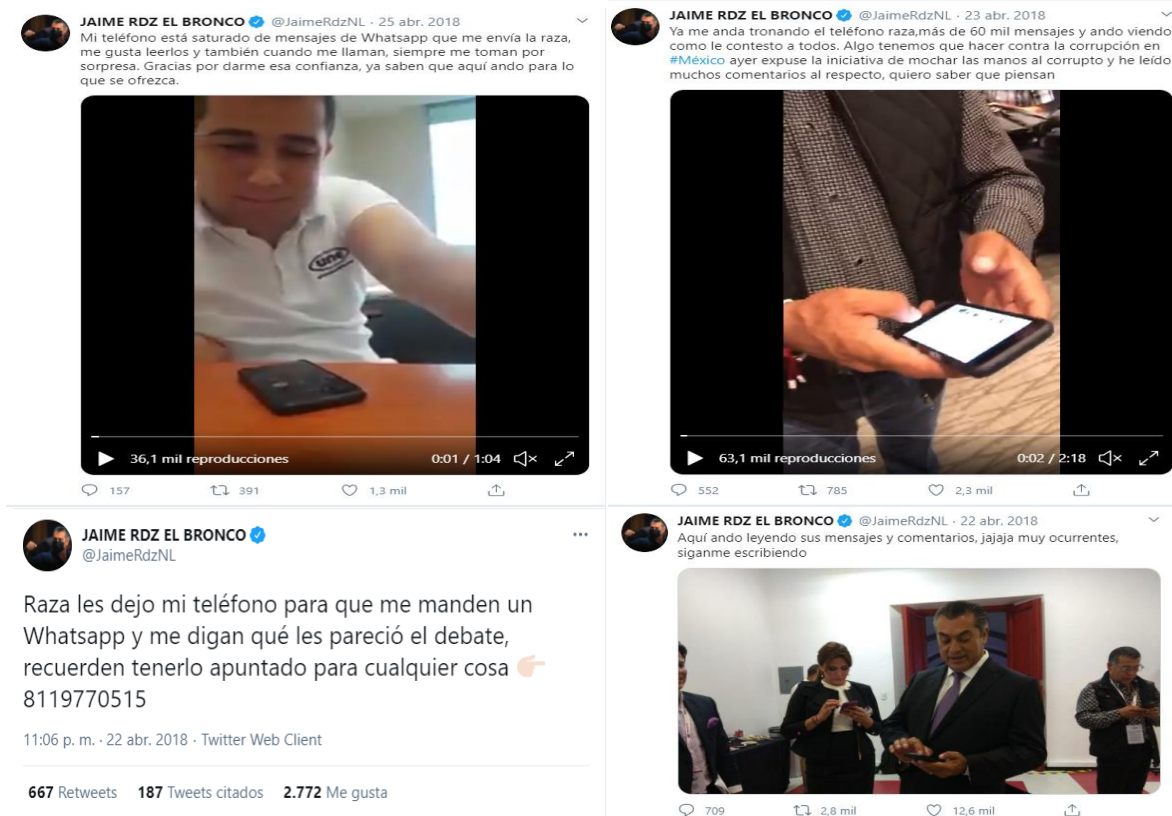 JAIME RDZ EL BRONCO @JaimeRdzNL · 25 abr. 2018
Mi teléfono está saturado de mensajes de Whatsapp que me envía la raza,
me gusta leerlos y también cuando me llaman, siempre me toman por
sorpresa. Gracias por darme esa confianza, ya saben que aquí ando para lo
que se ofrezca.
une
36,1 mil reproducciones
0:01 / 1:04
157 391 1,3 mil
JAIME RDZ EL BRONCO @JaimeRdzNL · 23 abr. 2018
Ya me anda tronando el teléfono raza,más de 60 mil mensajes y ando viendo
como le contesto a todos. Algo tenemos que hacer contra la corrupción en
#México ayer expuse la iniciativa de mochar las manos al corrupto y he leído
muchos comentarios al respecto, quiero saber que piensan
63,1 mil reproducciones
0:02 / 2:18
552 785 2,3 mil
JAIME RDZ EL BRONCO
@JaimeRdzNL
Raza les dejo mi teléfono para que me manden un
Whatsapp y me digan qué les pareció el debate,
recuerden tenerlo apuntado para cualquier cosa 👉🏻
8119770515
11:06 p. m. · 22 abr. 2018 · Twitter Web Client
667 Retweets 187 Tweets citados 2.772 Me gusta
JAIME RDZ EL BRONCO @JaimeRdzNL · 22 abr. 2018
Aquí ando leyendo sus mensajes y comentarios, jajaja muy ocurrentes,
siganme escribiendo
709 2,8 mil 12,6 mil